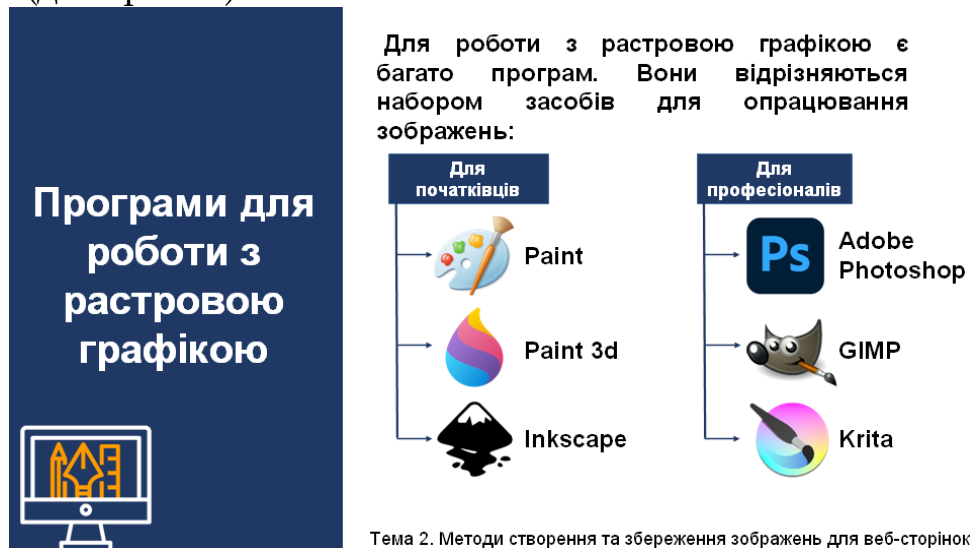 Програми для
роботи з
растровою
графікою
Для роботи з растровою графікою є
багато програм. Вони відрізняються
набором засобів для опрацювання
зображень:
Для
початківців
Paint
Paint 3d
Inkscape
Для
професіоналів
Ps
Adobe
Photoshop
GIMP
Krita
Тема 2. Методи створення та збереження зображень для веб-сторінок